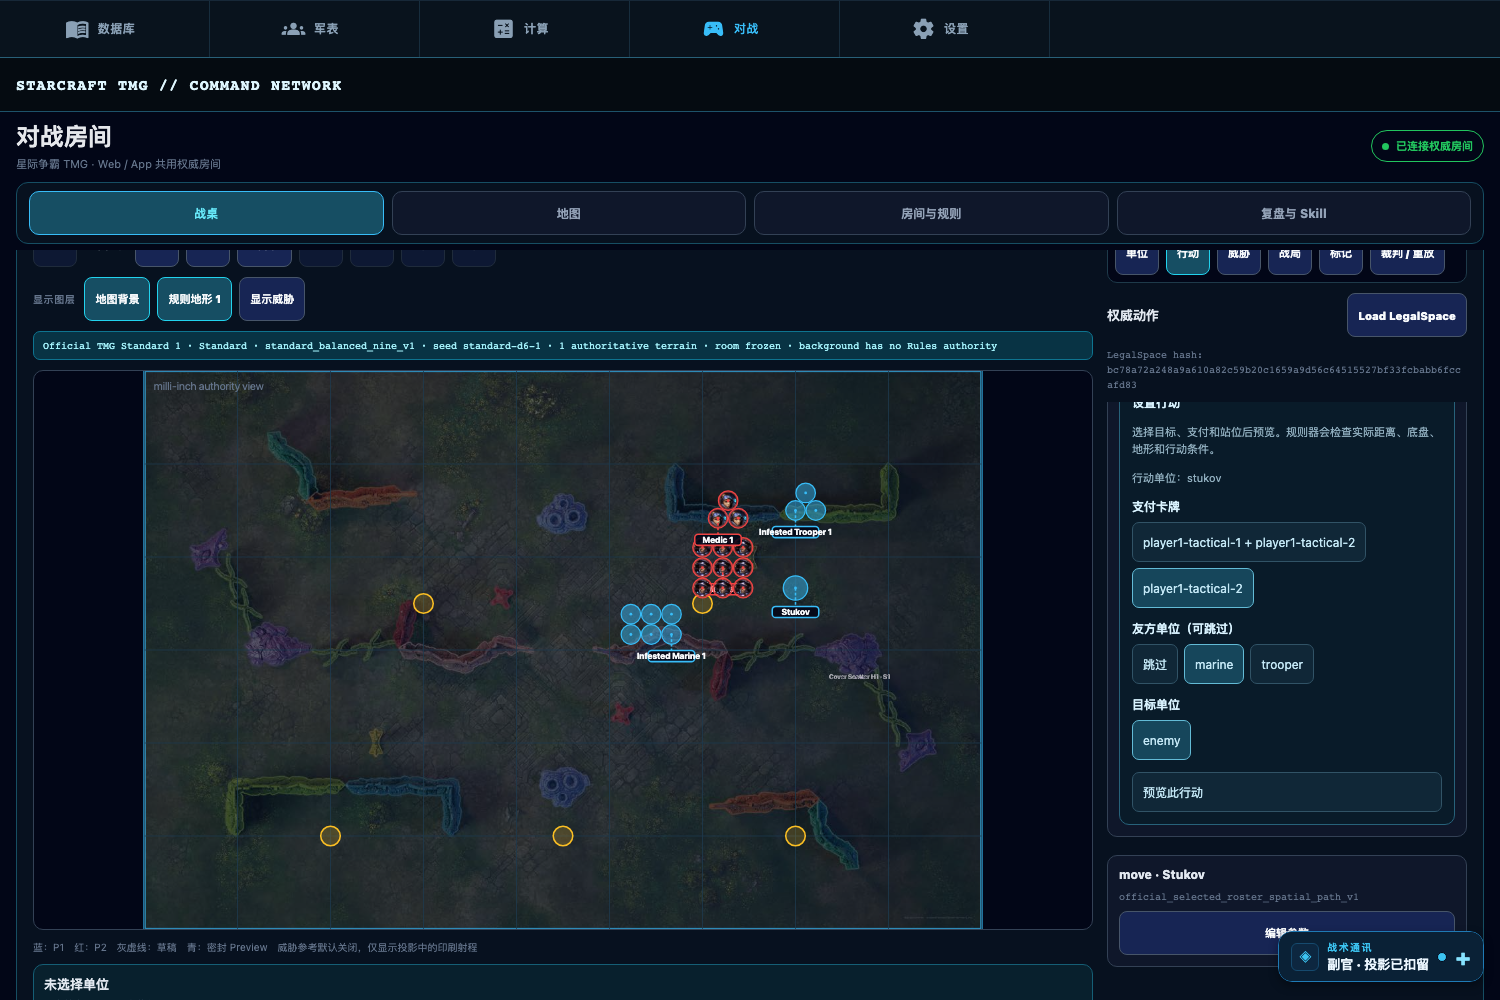 数据库
军表
计算
对战
设置
STARCRAFT TMG // COMMAND NETWORK
对战房间
星际争霸 TMG · Web / App 共用权威房间
已连接权威房间
战桌
地图
房间与规则
复盘与 Skill
单位
行动
威胁
战局
标记
裁判 / 重放
显示图层
地图背景
规则地形 1
显示威胁
权威动作
Load LegalSpace
Official TMG Standard 1 · Standard · standard_balanced_nine_v1 · seed standard-d6-1 · 1 authoritative terrain · room frozen · background has no Rules authority
LegalSpace hash:
bc78a72a248a9a610a82c59b20c1659a9d56c64515527bf33fcbabb6fcc
afd83
milli-inch authority view
Medic 1
Infested Trooper 1
Stukov
Infested Marine 1
设置行动
选择目标、支付和站位后预览。规则器会检查实际距离、底盘、
地形和行动条件。
行动单位: stukov
支付卡牌
player1-tactical-1 + player1-tactical-2
player1-tactical-2
友方单位（可跳过）
跳过
marine
trooper
目标单位
enemy
预览此行动
move · Stukov
official_selected_roster_spatial_path_v1
战术通讯
副官 · 投影已扣留
蓝: P1 红: P2 灰虚线: 草稿 青: 密封 Preview 威胁参考默认关闭, 仅显示投影中的印刷射程
未选择单位